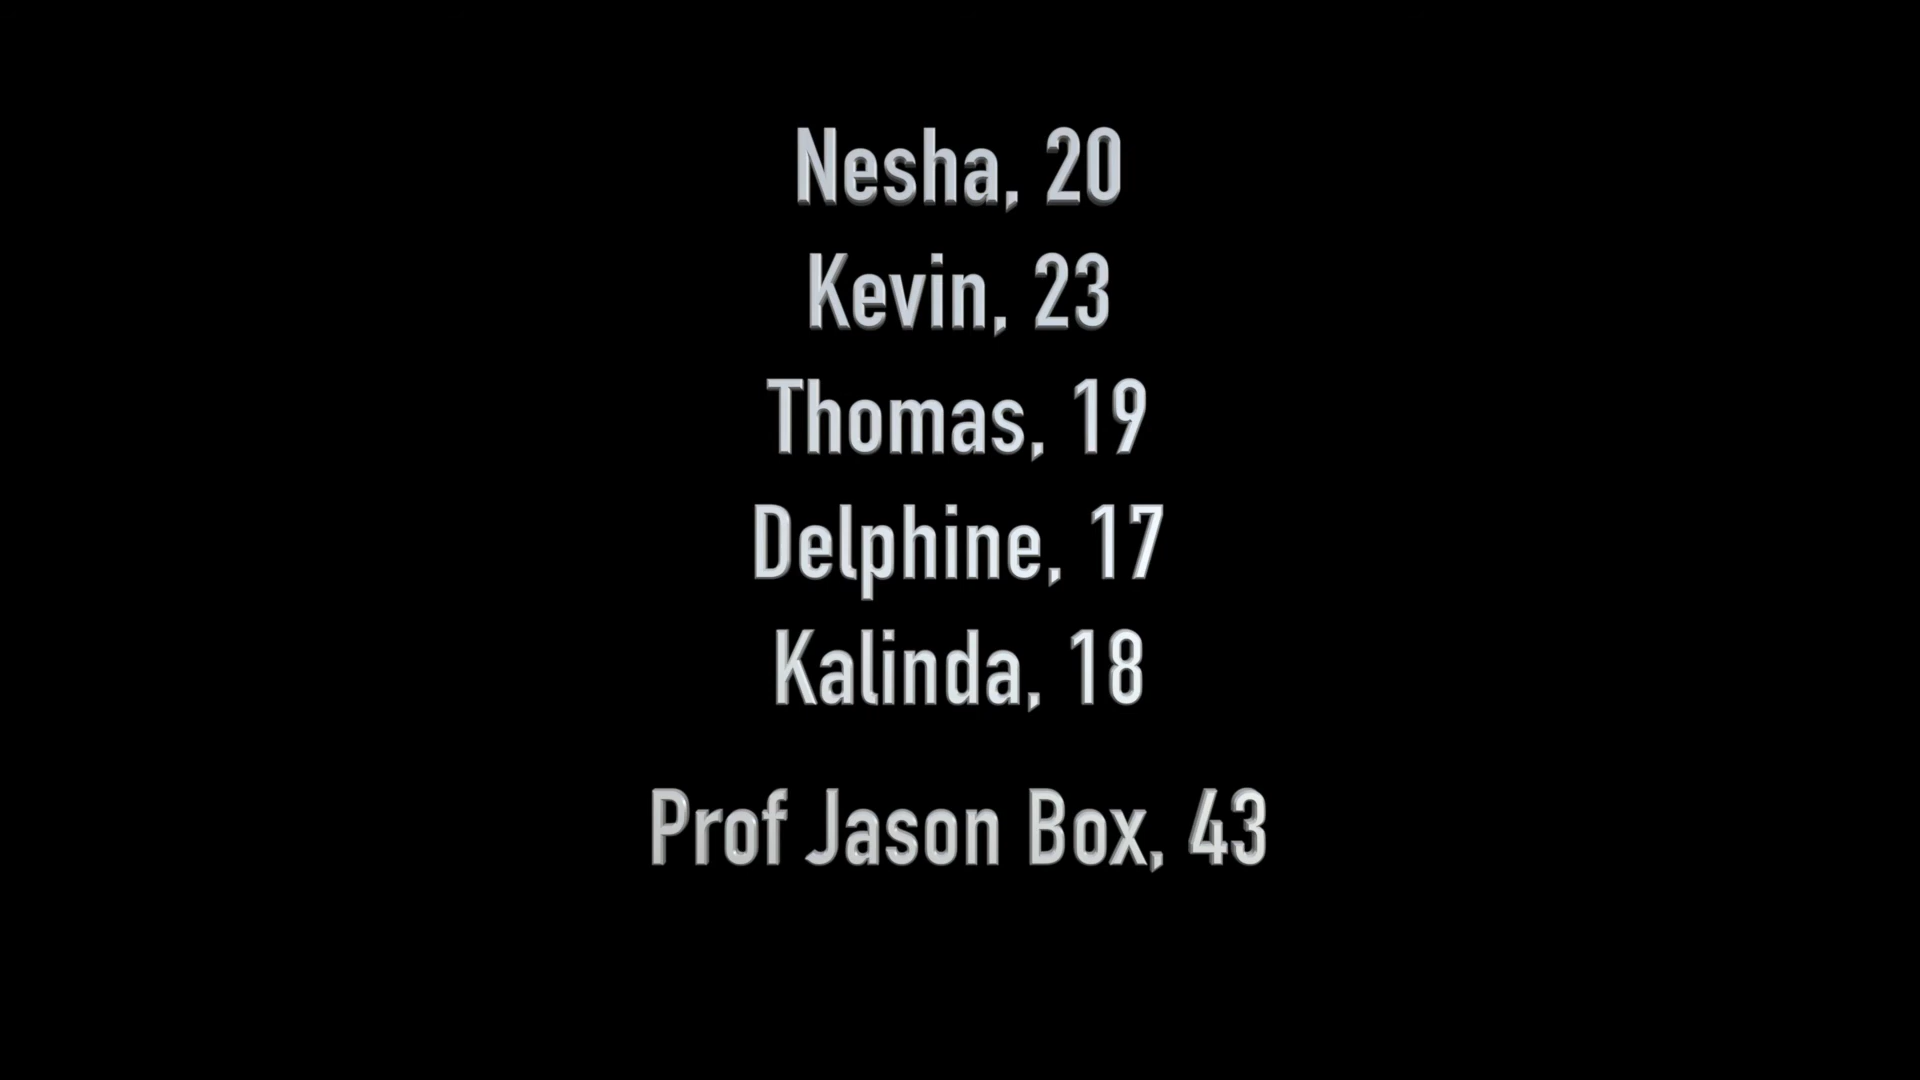 Nesha, 20
Kevin, 23
Thomas, 19
Delphine, 17
Kalinda, 18
Prof Jason Box, 43